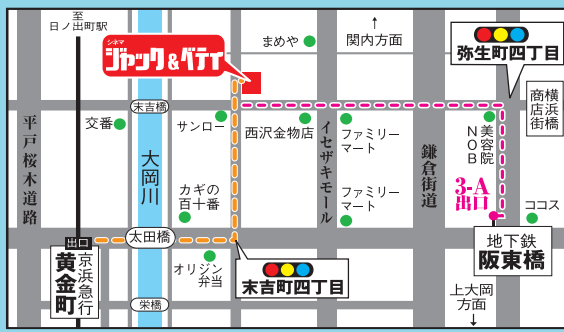 至
日ノ出町駅
まめや
↑
関内方面
弥生町四丁目
シネマ
ジャック&ベティ
末吉橋
交番
サンロー
西沢金物店
ファミリー
マート
美容院
NOB
横浜橋
商店街
平戸桜木道路
大岡川
イセザキモール
鎌倉街道
カギの
百十番
ファミリー
マート
3-A
出口
ココス
出口
太田橋
京浜急行
黄金町
オリジン
弁当
末吉町四丁目
地下鉄
阪東橋
栄橋
上大岡
方面
↓